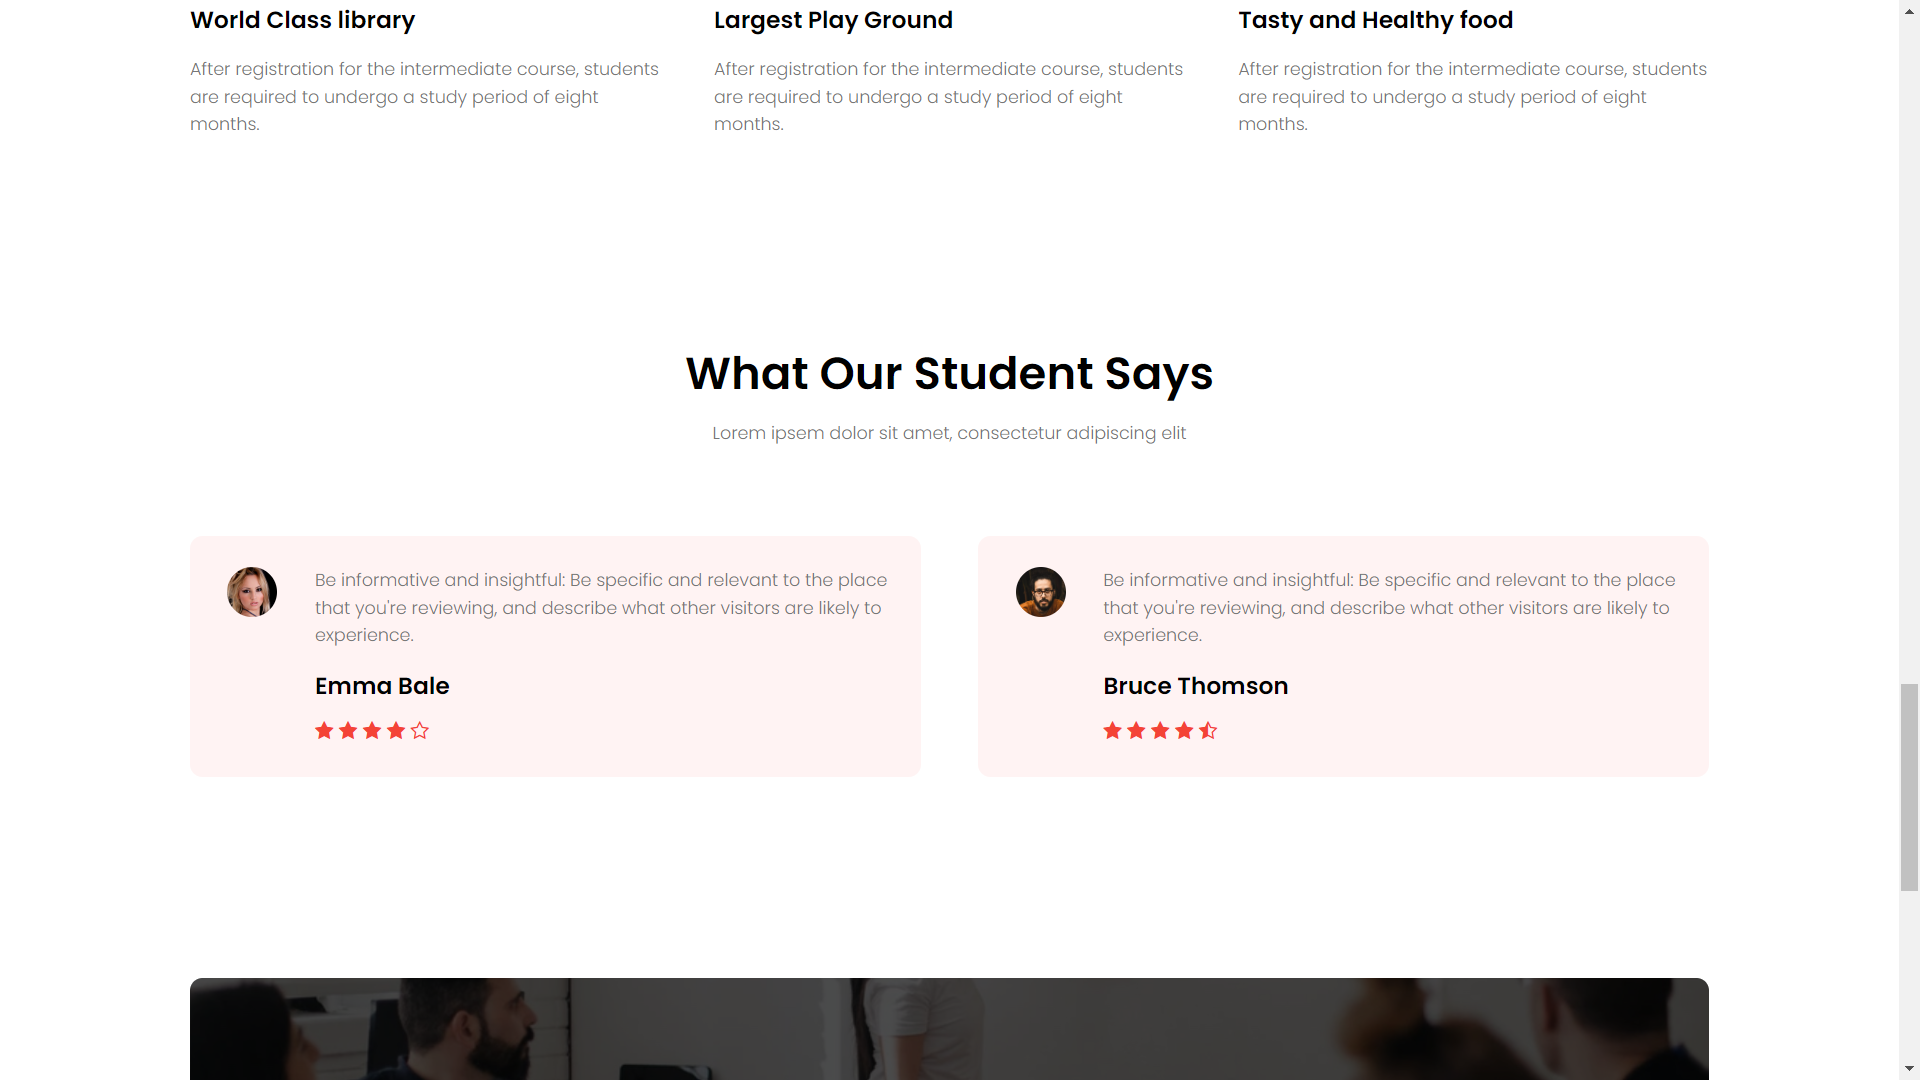 World Class library
After registration for the intermediate course, students
are required to undergo a study period of eight
months.
Largest Play Ground
After registration for the intermediate course, students
are required to undergo a study period of eight
months.
Tasty and Healthy food
After registration for the intermediate course, students
are required to undergo a study period of eight
months.
What Our Student Says
Lorem ipsem dolor sit amet, consectetur adipiscing elit
Be informative and insightful: Be specific and relevant to the place
that you're reviewing, and describe what other visitors are likely to
experience.
Emma Bale
Be informative and insightful: Be specific and relevant to the place
that you're reviewing, and describe what other visitors are likely to
experience.
Bruce Thomson